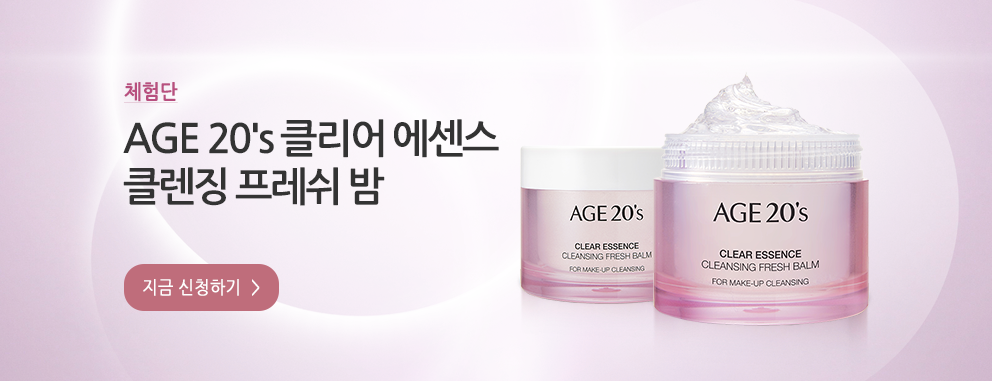 체험단
AGE 20's 클리어 에센스
클렌징 프레쉬 밤
지금 신청하기 >
AGE 20's
CLEAR ESSENCE
CLEANSING FRESH BALM
FOR MAKE-UP CLEANSING
AGE 20's
CLEAR ESSENCE
CLEANSING FRESH BALM
FOR MAKE-UP CLEANSING